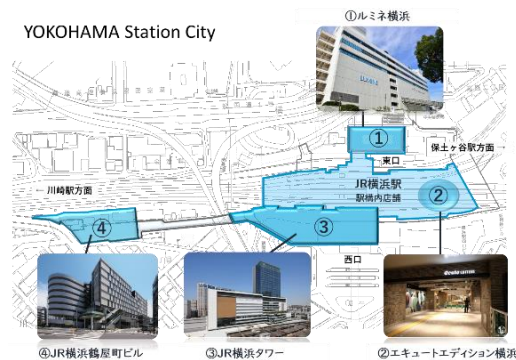 ①ルミネ横浜
YOKOHAMA Station City
LUMINE
①
保土ヶ谷駅方面→
東口
JR横浜駅
駅構内店舗
②
←川崎駅方面
④
③
西口
④JR横浜鶴屋町ビル
③JRタワー
②エキュートエディション横浜